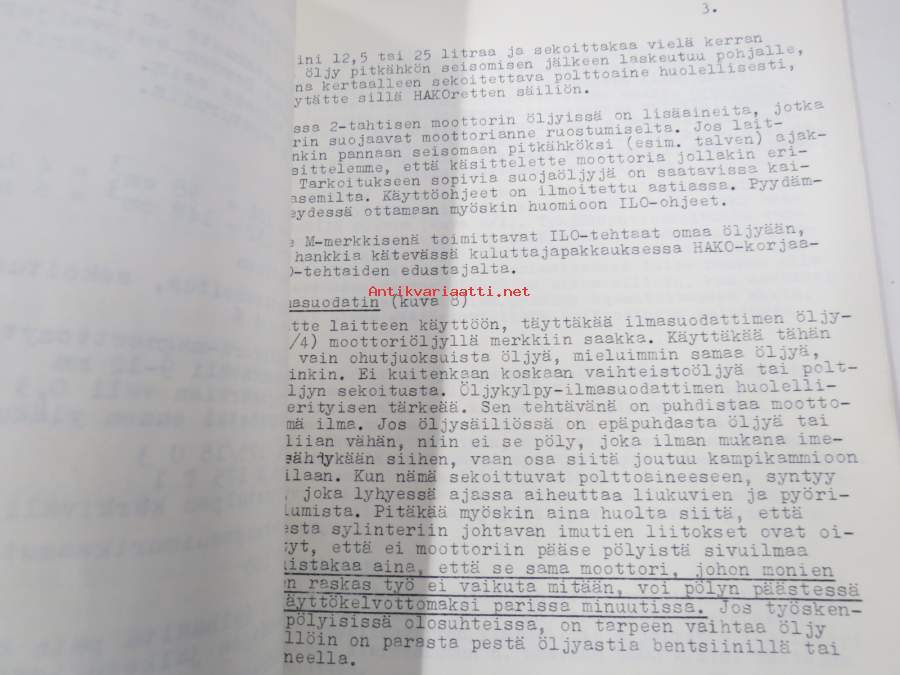 3.
ini 12,5 tai 25 litraa ja sekoittakaa vielä kerran
öljy pitkähkön seisomisen jälkeen laskeutuu pohjalle,
na kertaalleen sekoitettava polttoaine huolellisesti,
ytätte sillä HAKOretten säiliön.
ssa 2-tahtisen moottorin öljyissä on lisäaineita, jotka
rin suojaavat moottorianne ruostumiselta. Jos lait-
nkin pannaan seisomaan pitkähköksi (esim. talven) ajak-
sittelemme, että käsittelette moottoria jollakin eri-
Tarkoitukseen sopivia suojaöljyjä on saatavissa kai-
asemilta. Käyttöohjeet on ilmoitettu astiassa. Pyydäm-
eydessä ottamaan myöskin huomioon ILO-ohjeet.
M-merkkisenä toimittavat ILO-tehtaat omaa öljyään,
hankkia kätevässä kuluttajapakkauksessa HAKO-korjaa-
O-tehtaiden edustajalta.
Antikvariaatti.net
masuodatin (kuva 8)
tte laitteen käyttöön, täyttäkää ilmasuodattimen öljy-
/4) moottoriöljyllä merkkiin saakka. Käyttäkää tähän
vain ohutjuoksuista öljyä, mieluimmin samaa öljyä,
inkin. Ei kuitenkaan koskaan vaihteistoöljyä tai polt-
ljyn sekoitusta. Öljykylpy-ilmasuodattimen huolelli-
erityisen tärkeää. Sen tehtävänä on puhdistaa mootto-
mä ilma. Jos öljysäiliössä on epäpuhdasta öljyä tai
liian vähän, niin ei se pöly, joka ilman mukana ime-
jähtykään siihen, vaan osa siitä joutuu kampikammioon
ilaan. Kun nämä sekoittuvat polttoaineeseen, syntyy
, joka lyhyessä ajassa aiheuttaa liukuvien ja pyöri-
lumista. Pitäkää myöskin aina huolta siitä, että
esta sylinteriin johtavan imutien liitokset ovat oi-
yt, että ei moottoriin pääse pölyistä sivuilmaa
uistakaa aina, että se sama moottori, johon monien
en raskas työ ei vaikuta mitään, voi pölyn päästessä
äyttökelvottomaksi parissa minuutissa. Jos työsken-
pölyisissä olosuhteissa, on tarpeen vaihtaa öljy
llöin on parasta pestä öljyastia bentsiinillä tai
neella.